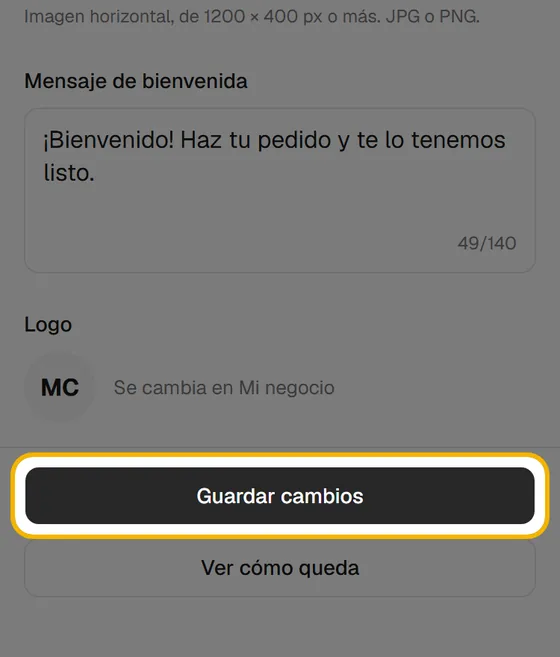 Imagen horizontal, de 1200 × 400 px o más. JPG o PNG.
Mensaje de bienvenida
¡Bienvenido! Haz tu pedido y te lo tenemos
listo.
49/140
Logo
MC
Se cambia en Mi negocio
Guardar cambios
Ver cómo queda